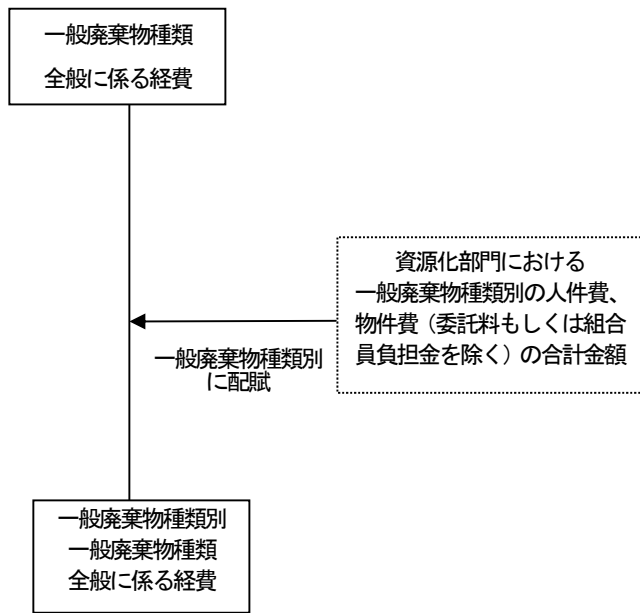 一般廃棄物種類
全般に係る経費
資源化部門における
一般廃棄物種類別の人件費、
物件費（委託料もしくは組合
員負担金を除く）の合計金額
一般廃棄物種類別
に配賦
一般廃棄物種類別
一般廃棄物種類
全般に係る経費